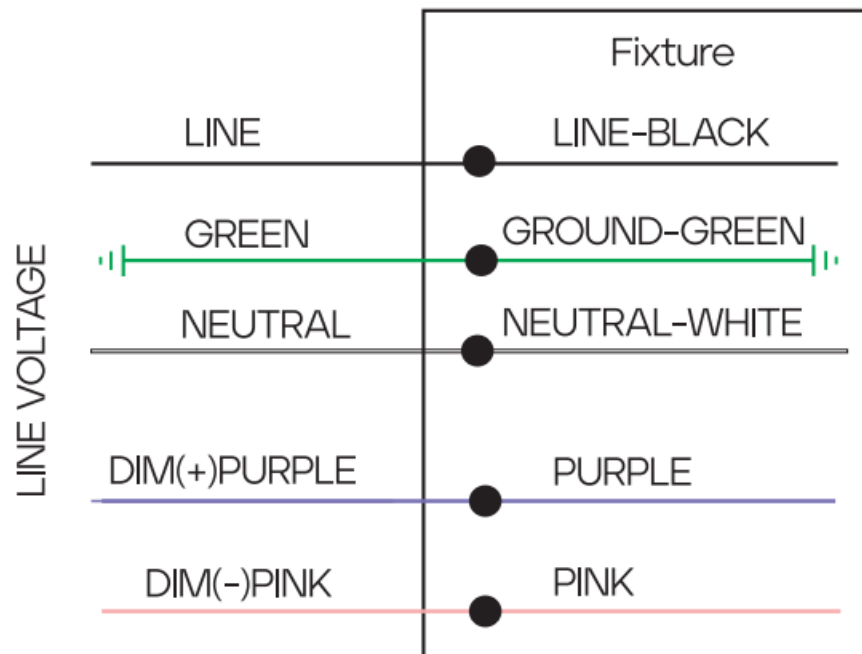 Fixture
LINE
LINE-BLACK
GREEN
GROUND-GREEN
NEUTRAL
NEUTRAL-WHITE
LINE VOLTAGE
DIM(+)PURPLE
PURPLE
DIM(-)PINK
PINK